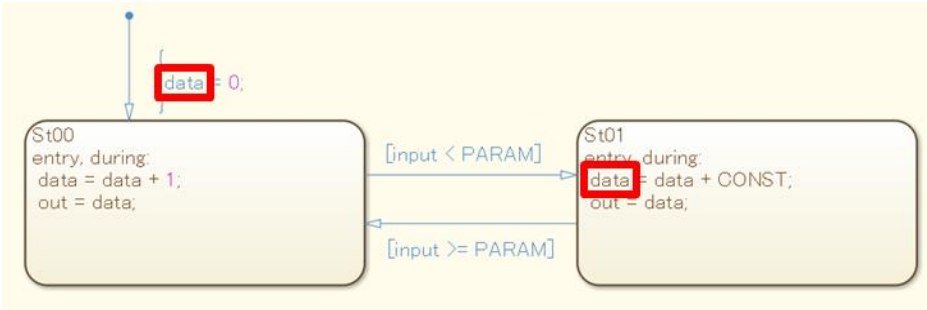 {
data = 0;
}
St00
entry, during:
data = data + 1;
out = data;
[input < PARAM]
[input >= PARAM]
St01
entry, during:
data = data + CONST;
out = data;